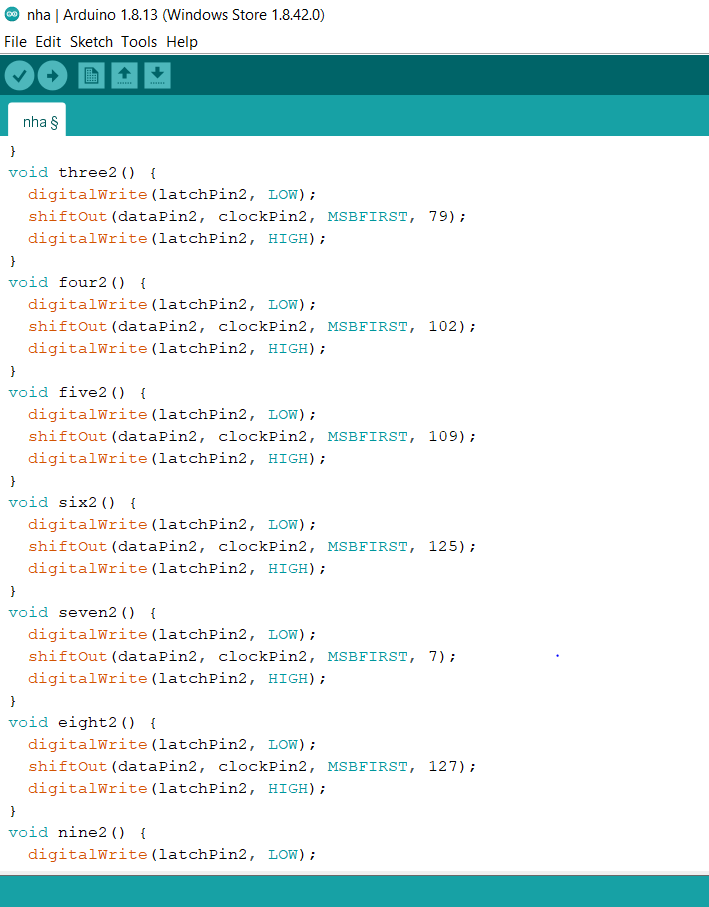 nha | Arduino 1.8.13 (Windows Store 1.8.42.0)
File Edit Sketch Tools Help
nha §
}
void three2() {
  digitalWrite(latchPin2, LOW);
  shiftOut(dataPin2, clockPin2, MSBFIRST, 79);
  digitalWrite(latchPin2, HIGH);
}
void four2() {
  digitalWrite(latchPin2, LOW);
  shiftOut(dataPin2, clockPin2, MSBFIRST, 102);
  digitalWrite(latchPin2, HIGH);
}
void five2() {
  digitalWrite(latchPin2, LOW);
  shiftOut(dataPin2, clockPin2, MSBFIRST, 109);
  digitalWrite(latchPin2, HIGH);
}
void six2() {
  digitalWrite(latchPin2, LOW);
  shiftOut(dataPin2, clockPin2, MSBFIRST, 125);
  digitalWrite(latchPin2, HIGH);
}
void seven2() {
  digitalWrite(latchPin2, LOW);
  shiftOut(dataPin2, clockPin2, MSBFIRST, 7);
  digitalWrite(latchPin2, HIGH);
}
void eight2() {
  digitalWrite(latchPin2, LOW);
  shiftOut(dataPin2, clockPin2, MSBFIRST, 127);
  digitalWrite(latchPin2, HIGH);
}
void nine2() {
  digitalWrite(latchPin2, LOW);